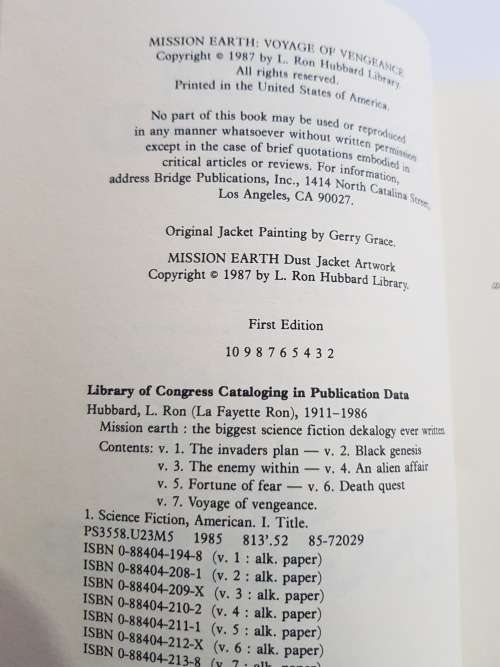 MISSION EARTH: VOYAGE OF VENGEANCE
Copyright © 1987 by L. Ron Hubbard Library.
All rights reserved.
Printed in the United States of America.
No part of this book may be used or reproduced
in any manner whatsoever without written permission
except in the case of brief quotations embodied in
critical articles or reviews. For information,
address Bridge Publications, Inc., 1414 North Catalina Street,
Los Angeles, CA 90027.
Original Jacket Painting by Gerry Grace.
MISSION EARTH Dust Jacket Artwork
Copyright © 1987 by L. Ron Hubbard Library.
First Edition
10 9 8 7 6 5 4 3 2
Library of Congress Cataloging in Publication Data
Hubbard, L. Ron (La Fayette Ron), 1911–1986
Mission earth : the biggest science fiction dekalogy ever written.
Contents: v. 1. The invaders plan — v. 2. Black genesis
v. 3. The enemy within — v. 4. An alien affair
v. 5. Fortune of fear — v. 6. Death quest
v. 7. Voyage of vengeance.
1. Science Fiction, American. I. Title.
PS3558.U23M5 1985 813'.52 85-72029
ISBN 0-88404-194-8 (v. 1 : alk. paper)
ISBN 0-88404-208-1 (v. 2 : alk. paper)
ISBN 0-88404-209-X (v. 3 : alk. paper)
ISBN 0-88404-210-2 (v. 4 : alk. paper)
ISBN 0-88404-211-1 (v. 5 : alk. paper)
ISBN 0-88404-212-X (v. 6 : alk. paper)
ISBN 0-88404-213-8 (v. 7 : alk. paper)